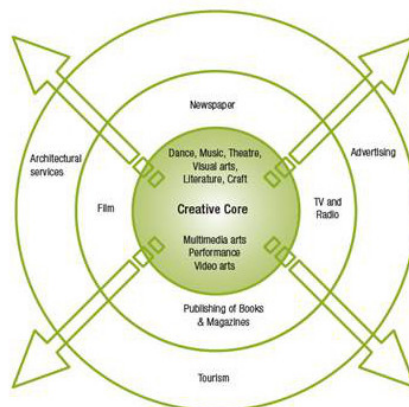 Newspaper
Dance, Music, Theatre,
Visual arts,
Literature, Craft
Architectural
services
Advertising
Film
Creative Core
TV and
Radio
Multimedia arts
Performance
Video arts
Publishing of Books
& Magazines
Tourism